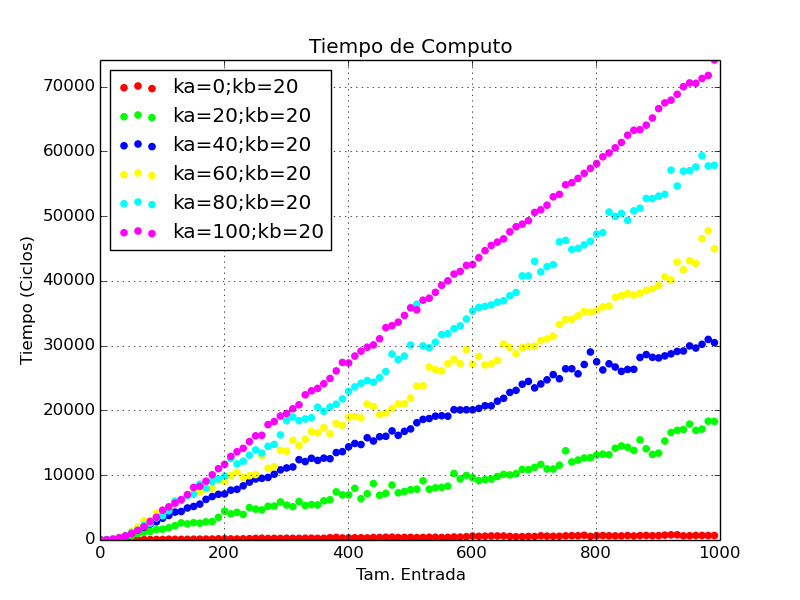 Tiempo de Computo
70000
60000
50000
40000
30000
20000
10000
0
Tiempo (Ciclos)
ka=0;kb=20
ka=20;kb=20
ka=40;kb=20
ka=60;kb=20
ka=80;kb=20
ka=100;kb=20
0 200 400 600 800 1000
Tam. Entrada